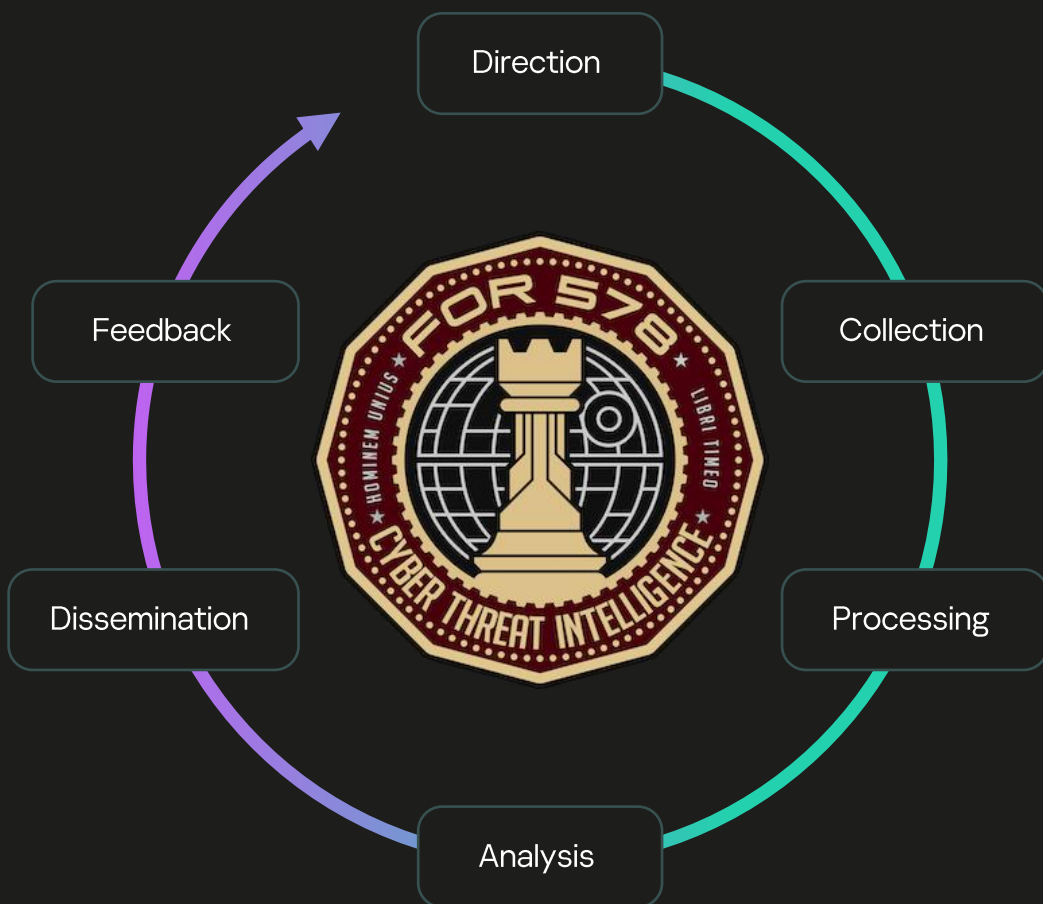 Direction
Collection
Processing
Analysis
Dissemination
Feedback
FOR 578
HOMINEM UNIUS
LIBRI TIMEO
CYBER THREAT INTELLIGENCE